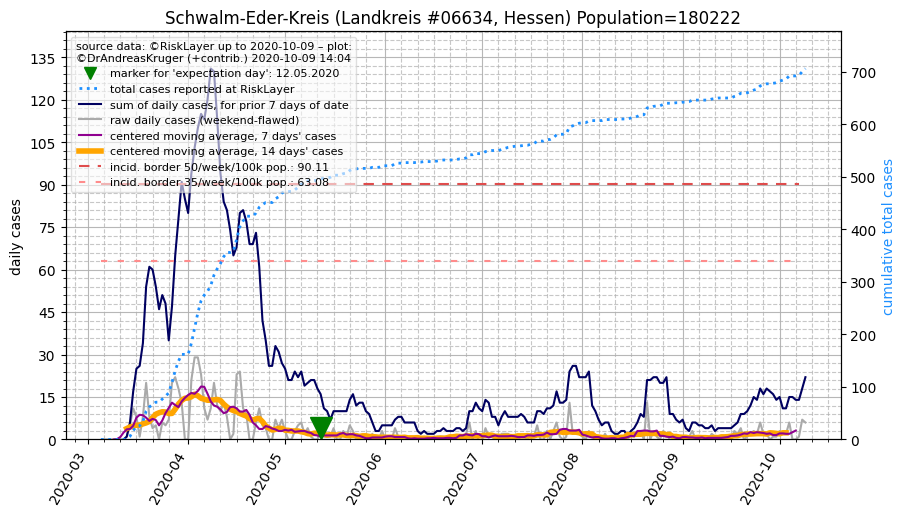 Schwalm-Eder-Kreis (Landkreis #06634, Hessen) Population=180222
source data: ©RiskLayer up to 2020-10-09 – plot:
©DrAndreasKruger (+contrib.) 2020-10-09 14:04
marker for 'expectation day': 12.05.2020
total cases reported at RiskLayer
sum of daily cases, for prior 7 days of date
raw daily cases (weekend-flawed)
centered moving average, 7 days' cases
centered moving average, 14 days' cases
incid. border 50/week/100k pop.: 90.11
incid. border 35/week/100k pop.: 63.08
daily cases
135
120
105
90
75
60
45
30
15
0
cumulative total cases
700
600
500
400
300
200
100
0
2020-03
2020-04
2020-05
2020-06
2020-07
2020-08
2020-09
2020-10